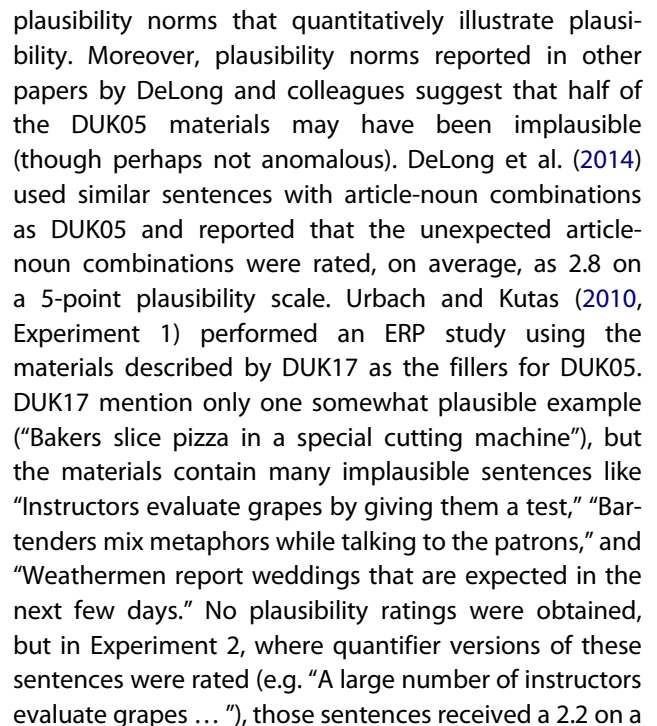 plausibility norms that quantitatively illustrate plausi-
bility. Moreover, plausibility norms reported in other
papers by DeLong and colleagues suggest that half of
the DUK05 materials may have been implausible
(though perhaps not anomalous). DeLong et al. (2014)
used similar sentences with article-noun combinations
as DUK05 and reported that the unexpected article-
noun combinations were rated, on average, as 2.8 on
a 5-point plausibility scale. Urbach and Kutas (2010,
Experiment 1) performed an ERP study using the
materials described by DUK17 as the fillers for DUK05.
DUK17 mention only one somewhat plausible example
(“Bakers slice pizza in a special cutting machine”), but
the materials contain many implausible sentences like
“Instructors evaluate grapes by giving them a test,” “Bar-
tenders mix metaphors while talking to the patrons,” and
“Weathermen report weddings that are expected in the
next few days.” No plausibility ratings were obtained,
but in Experiment 2, where quantifier versions of these
sentences were rated (e.g. “A large number of instructors
evaluate grapes … ”), those sentences received a 2.2 on a